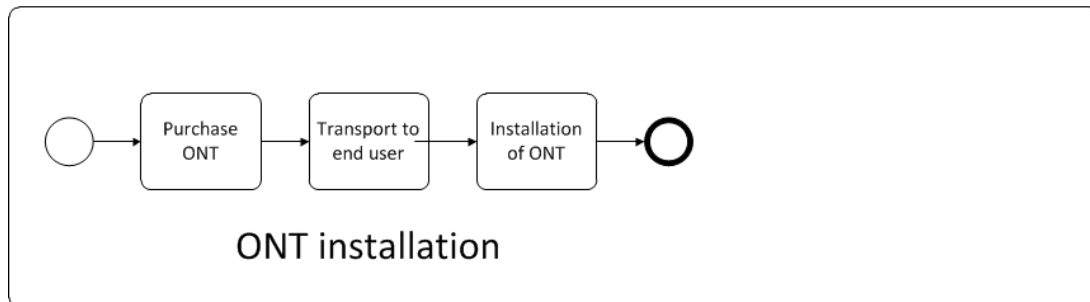 Purchase
ONT
Transport to
end user
Installation
of ONT
ONT installation